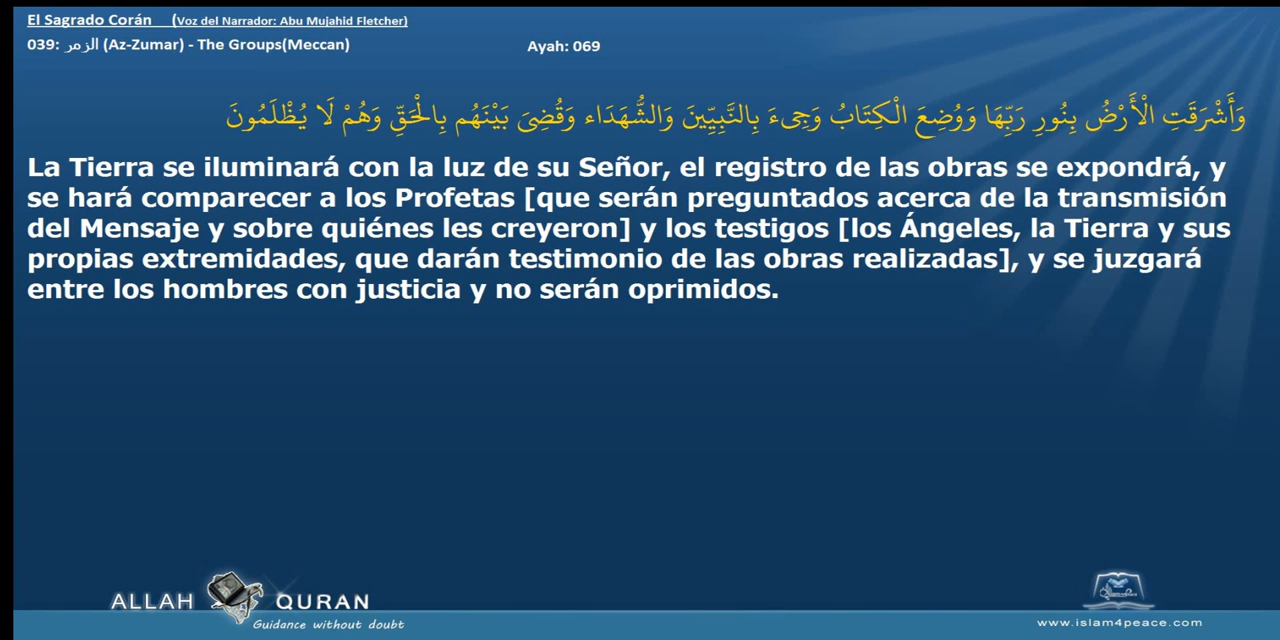 El Sagrado Corán (Voz del Narrador: Abu Mujahid Fletcher)
039: الزمر (Az-Zumar) - The Groups(Meccan) Ayah: 069
وَأَشْرَقَتِ الْأَرْضُ بِنُورِ رَبِّهَا وَوُضِعَ الْكِتَابُ وَجِيءَ بِالنَّبِيِّينَ وَالشُّهَدَاء وَقُضِيَ بَيْنَهُم بِالْحَقِّ وَهُمْ لَا يُظْلَمُونَ
La Tierra se iluminará con la luz de su Señor, el registro de las obras se expondrá, y
se hará comparecer a los Profetas [que serán preguntados acerca de la transmisión
del Mensaje y sobre quiénes les creyeron] y los testigos [los Ángeles, la Tierra y sus
propias extremidades, que darán testimonio de las obras realizadas], y se juzgará
entre los hombres con justicia y no serán oprimidos.
ALLAH QURAN
Guidance without doubt
www.islam4peace.com